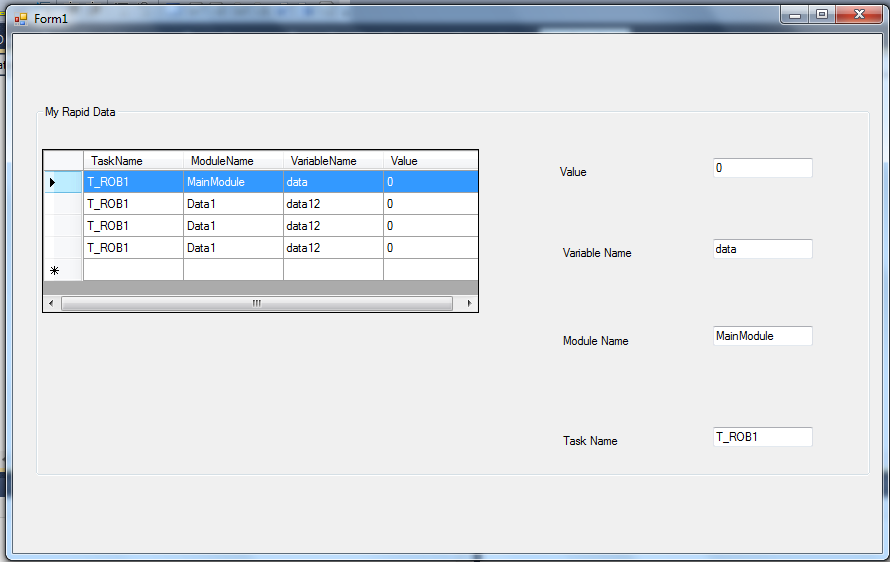 Form1
My Rapid Data
TaskName ModuleName VariableName Value
T_ROB1 MainModule data 0
T_ROB1 Data1 data12 0
T_ROB1 Data1 data12 0
T_ROB1 Data1 data12 0
Value 0
Variable Name data
Module Name MainModule
Task Name T_ROB1